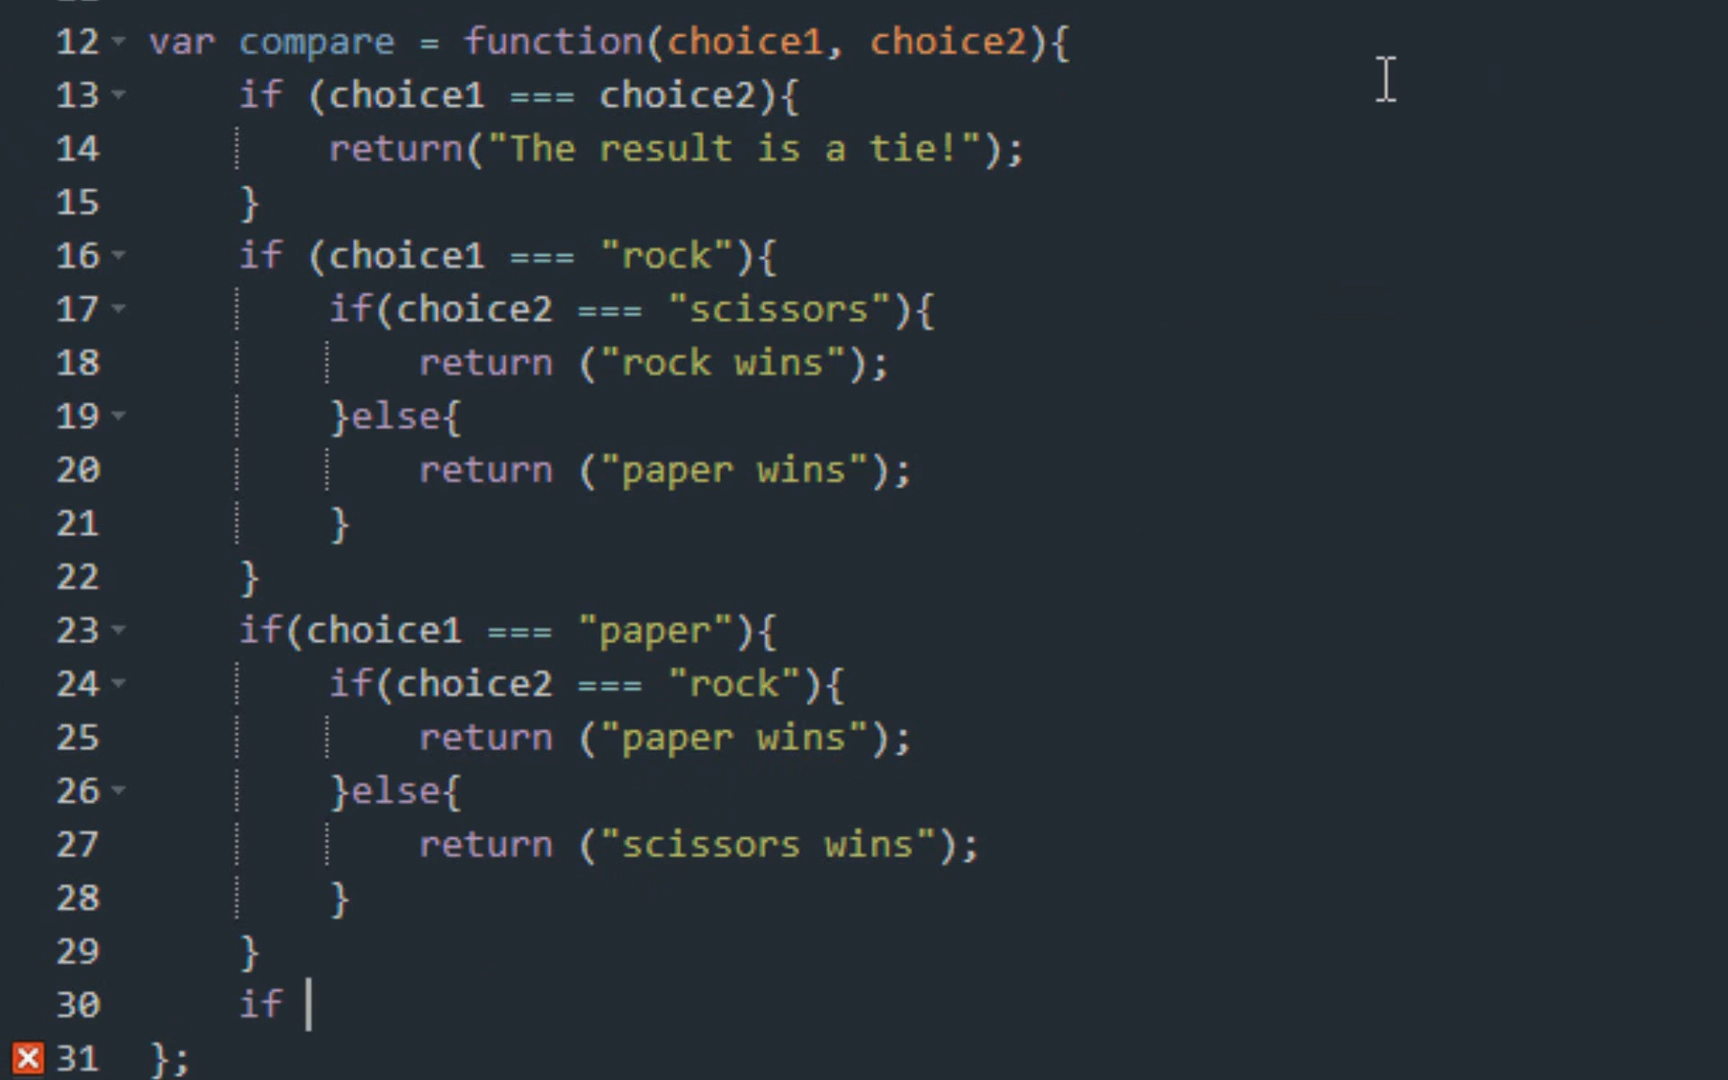 12 var compare = function(choice1, choice2){
13 if (choice1 === choice2){
14 return("The result is a tie!");
15 }
16 if (choice1 === "rock"){
17 if(choice2 === "scissors"){
18 return ("rock wins");
19 }else{
20 return ("paper wins");
21 }
22 }
23 if(choice1 === "paper"){
24 if(choice2 === "rock"){
25 return ("paper wins");
26 }else{
27 return ("scissors wins");
28 }
29 }
30 if
31 };